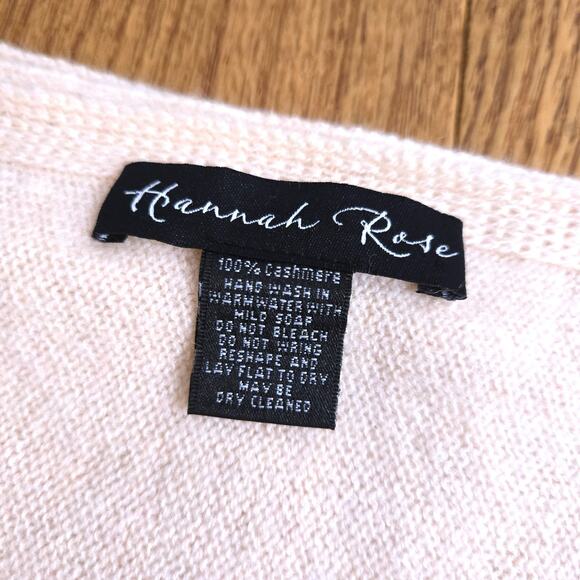 Hannah Rose
100% Cashmere
HAND WASH IN
WARMWATER WITH
MILD SOAP
DO NOT BLEACH
DO NOT WRING
RESHAPE AND
LAY FLAT TO DRY
MAY BE
DRY CLEANED